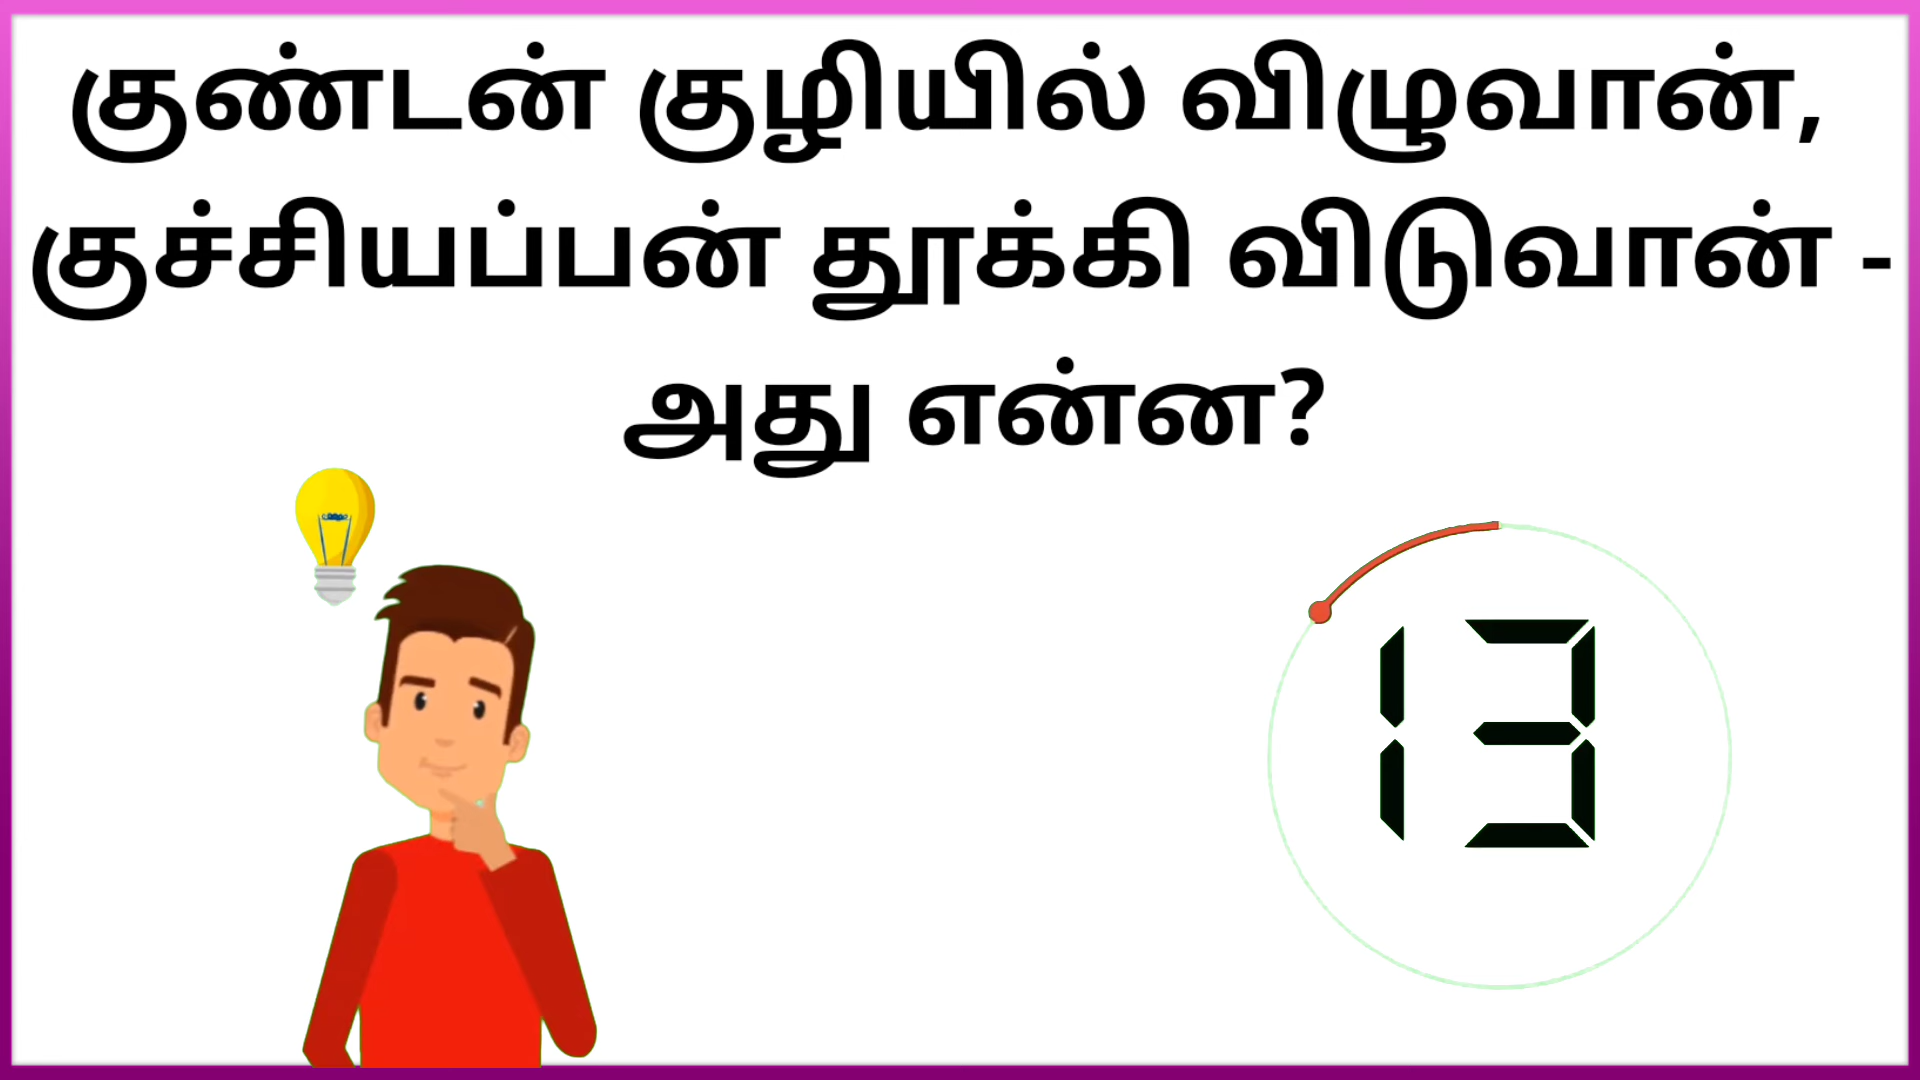 குண்டன் குழியில் விழுவான்,
குச்சியப்பன் தூக்கி விடுவான் -
அது என்ன?
13